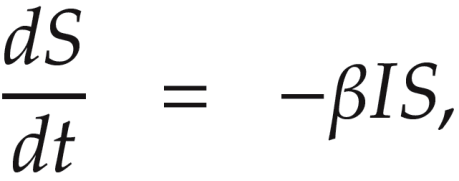 dS/dt = −βIS,